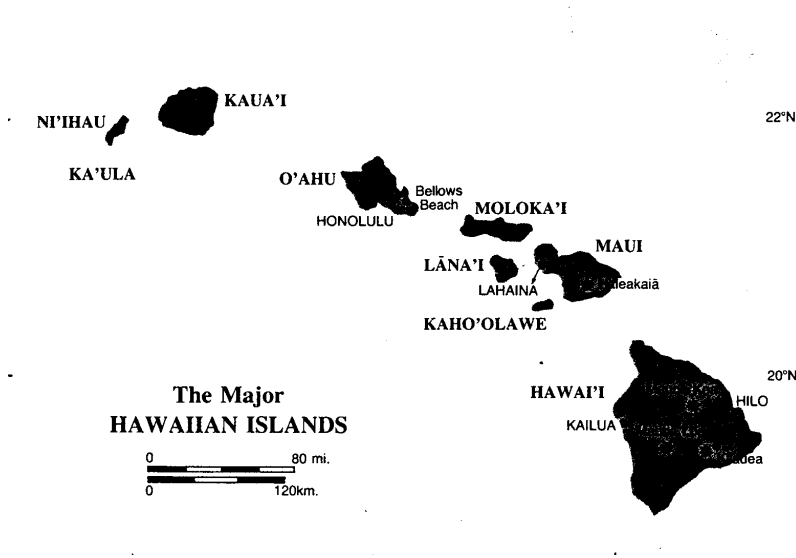 KAUA'I
22°N
NI'IHAU
KA'ULA
O'AHU
Bellows
Beach
HONOLULU
MOLOKA'I
MAUI
LĀNA'I
LAHAINA
KAHO'OLAWE
20°N
HAWAI'I
HILO
KAILUA
The Major
HAWAIIAN ISLANDS
0 80 mi.
0 120km.